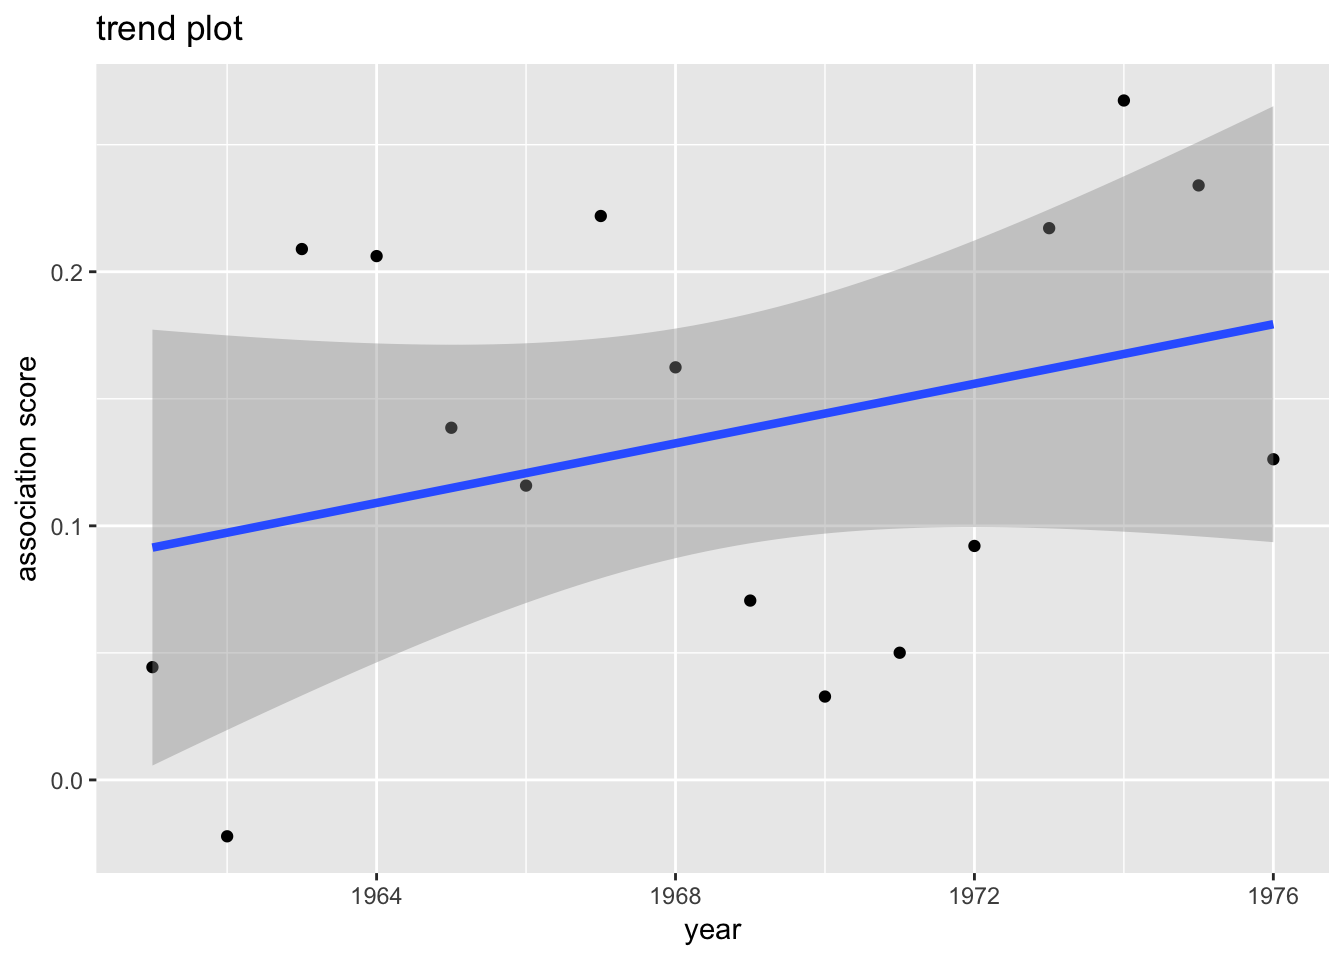 trend plot
association score
0.2
0.1
0.0
1964 1968 1972 1976
year